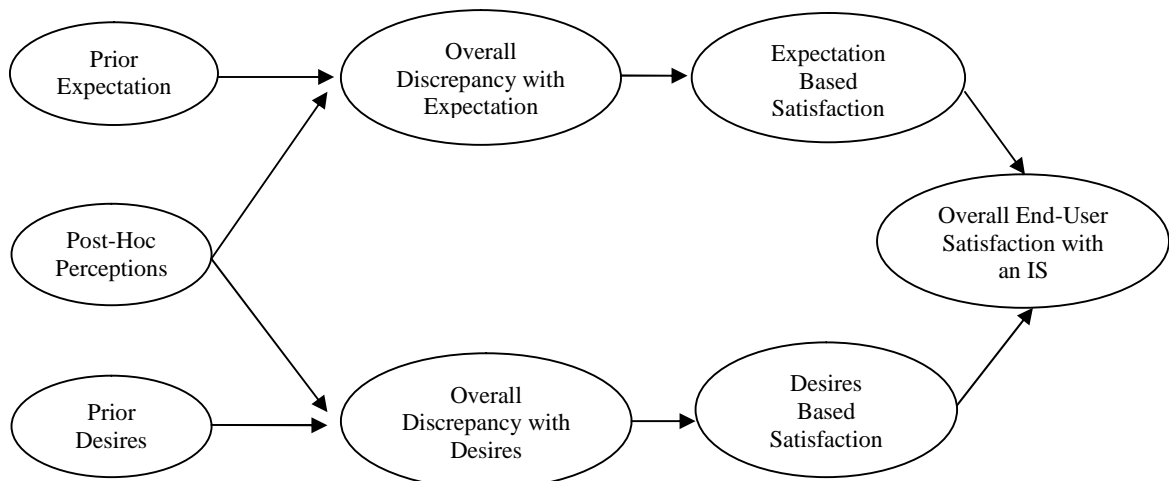 Prior
Expectation
Overall
Discrepancy with
Expectation
Expectation
Based
Satisfaction
Post-Hoc
Perceptions
Overall End-User
Satisfaction with
an IS
Prior
Desires
Overall
Discrepancy with
Desires
Desires
Based
Satisfaction